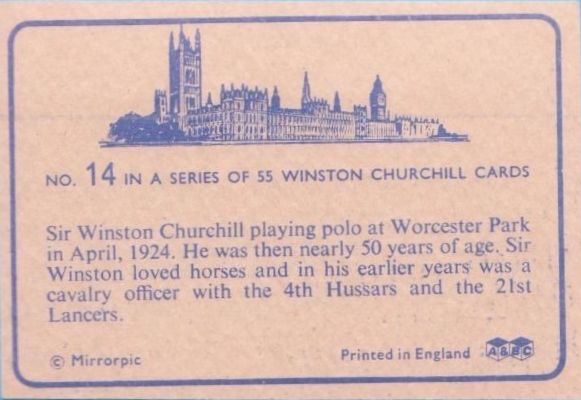 NO. 14 IN A SERIES OF 55 WINSTON CHURCHILL CARDS
Sir Winston Churchill playing polo at Worcester Park
in April, 1924. He was then nearly 50 years of age. Sir
Winston loved horses and in his earlier years was a
cavalry officer with the 4th Hussars and the 21st
Lancers.
© Mirrorpic
Printed in England A&BC